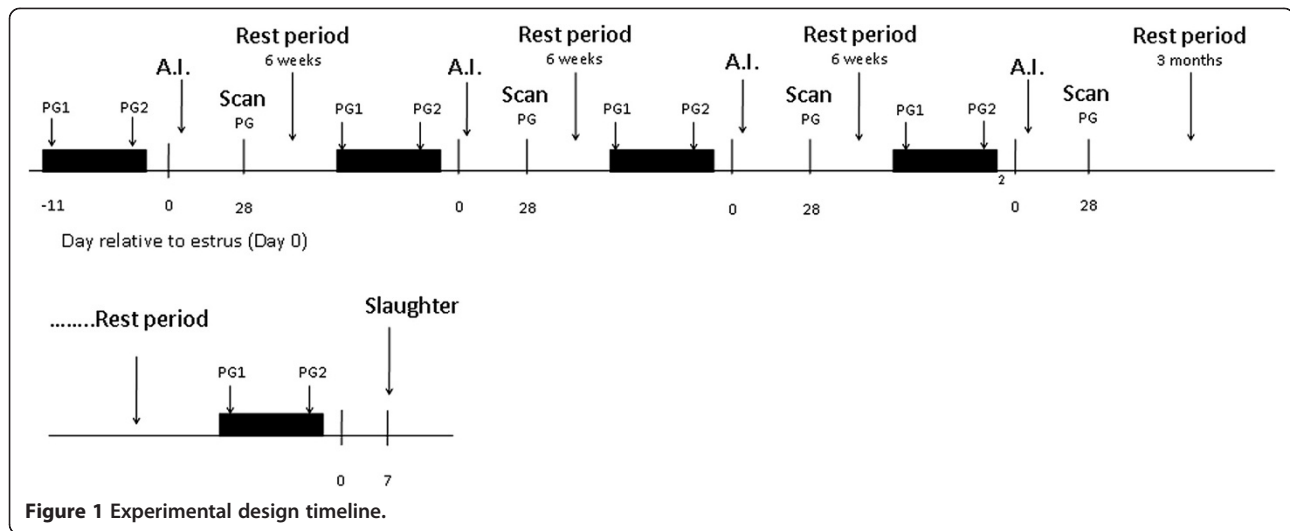 Rest period Rest period Rest period Rest period
6 weeks 6 weeks 6 weeks 3 months
A.I. A.I. A.I. A.I.
Scan Scan Scan Scan
PG1 PG2 PG PG1 PG2 PG PG1 PG2 PG PG1 PG2 PG
2
-11 0 28 0 28 0 28 0 28
Day relative to estrus (Day 0)
........Rest period Slaughter
PG1 PG2
0 7
Figure 1 Experimental design timeline.